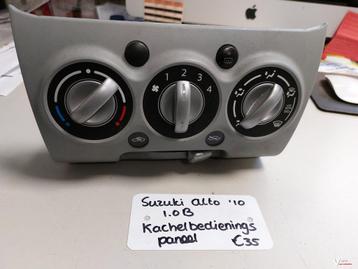 1 2 3 4
Suzuki alto '10
1.0B
Kachelbedienings
paneel €35